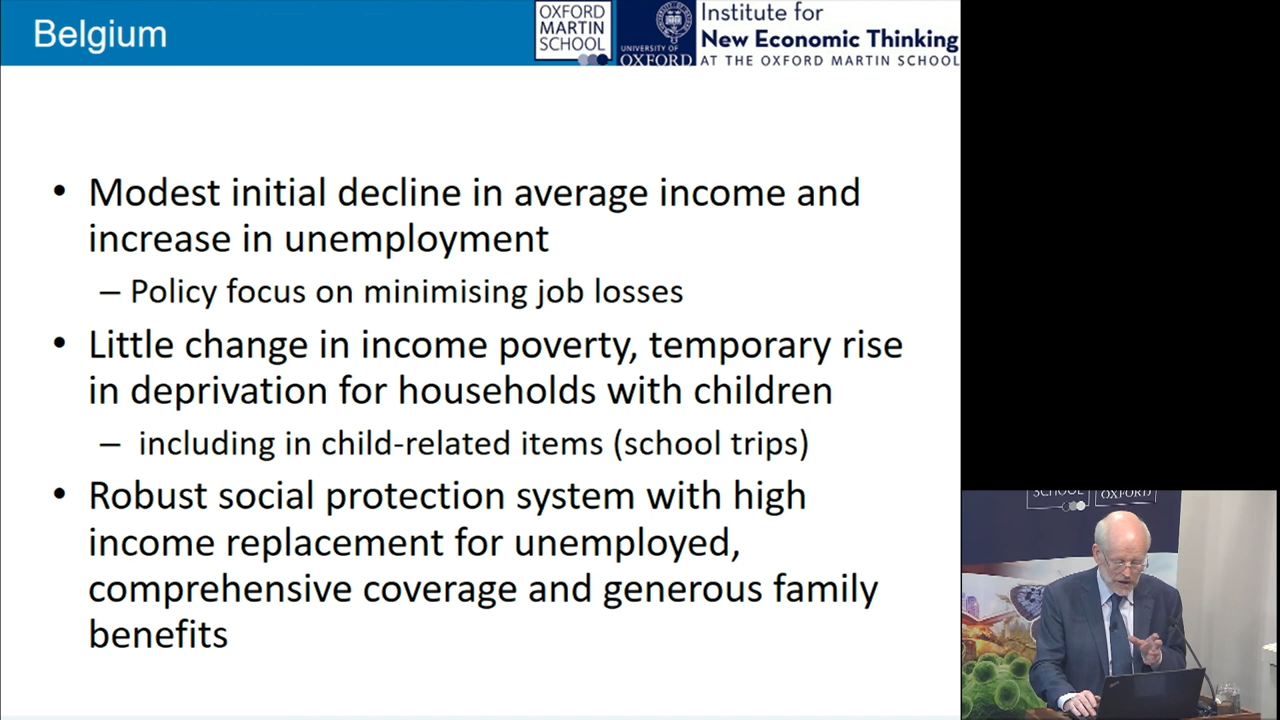 Belgium
OXFORD
MARTIN
SCHOOL
UNIVERSITY OF
OXFORD
Institute for
New Economic Thinking
AT THE OXFORD MARTIN SCHOOL
• Modest initial decline in average income and
increase in unemployment
– Policy focus on minimising job losses
• Little change in income poverty, temporary rise
in deprivation for households with children
– including in child-related items (school trips)
• Robust social protection system with high
income replacement for unemployed,
comprehensive coverage and generous family
benefits
SCHOOL
OXFORD